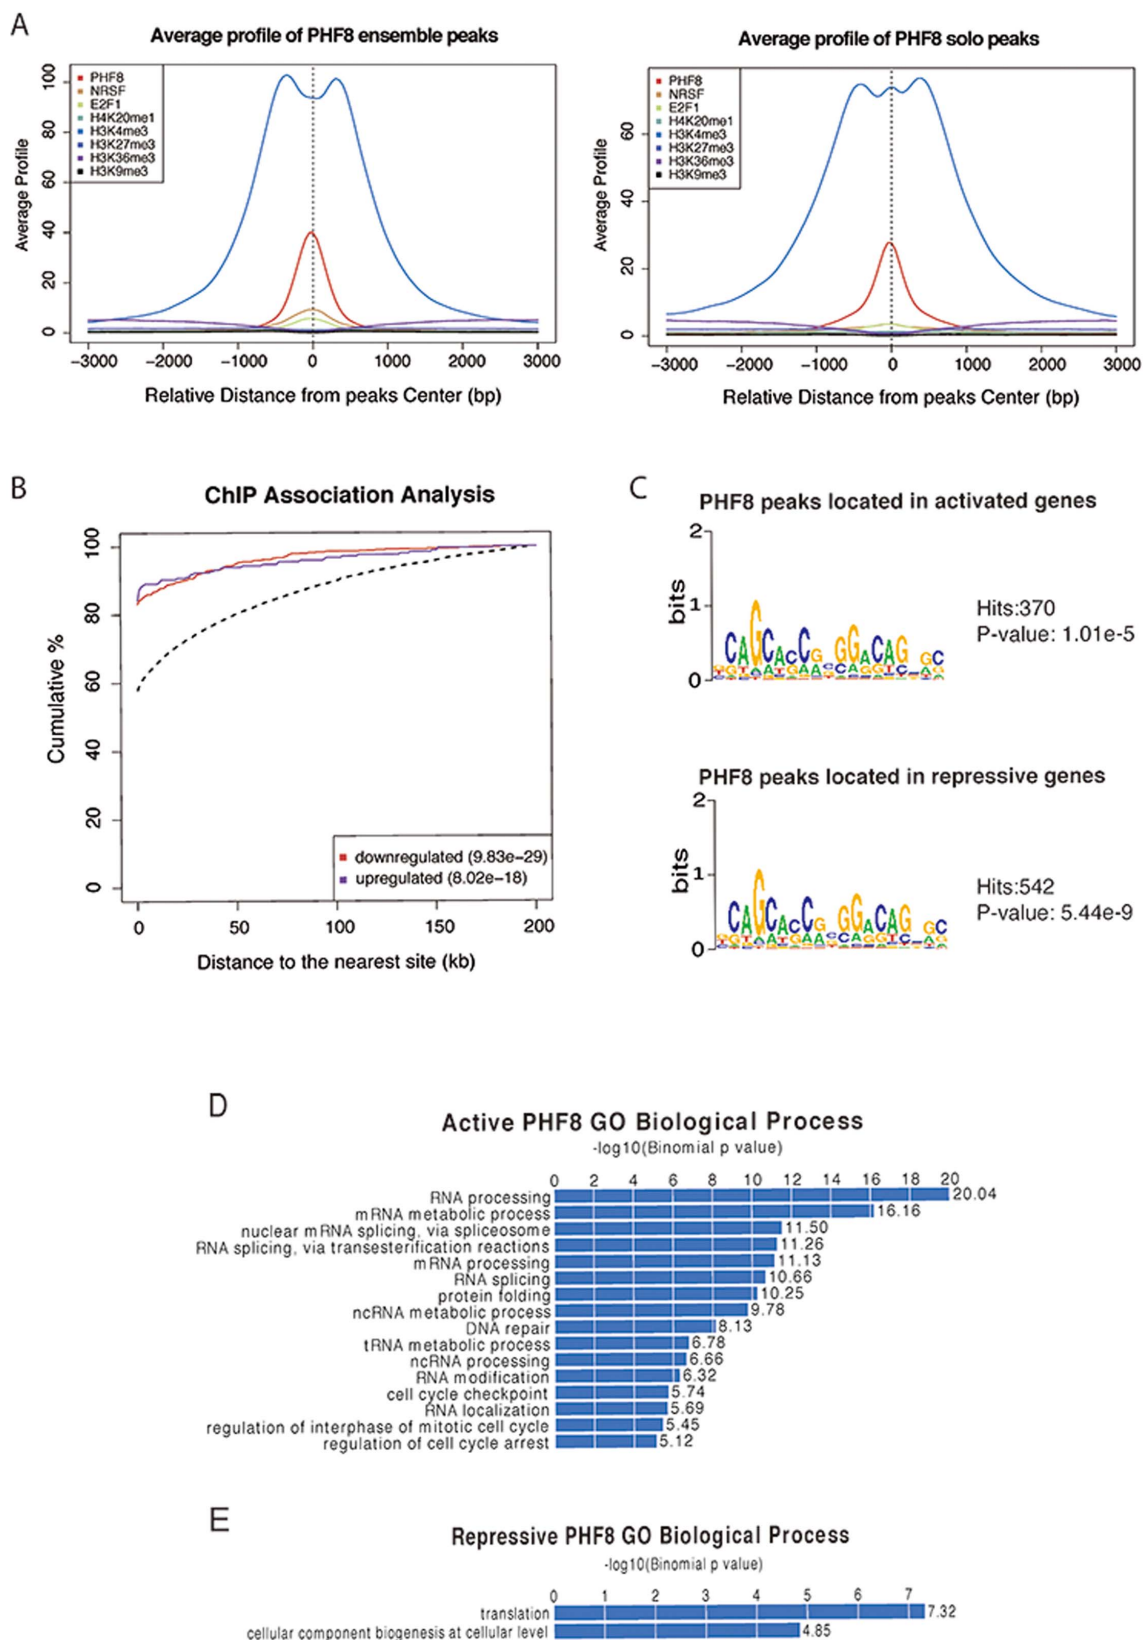 A
Average profile of PHF8 ensemble peaks
Average Profile
100
80
60
40
20
0
PHF8
NRSF
E2F1
H4K20me1
H3K4me3
H3K27me3
H3K36me3
H3K9me3
−3000 −2000 −1000 0 1000 2000 3000
Relative Distance from peaks Center (bp)
Average profile of PHF8 solo peaks
Average Profile
60
40
20
0
PHF8
NRSF
E2F1
H4K20me1
H3K4me3
H3K27me3
H3K36me3
H3K9me3
−3000 −2000 −1000 0 1000 2000 3000
Relative Distance from peaks Center (bp)
B
ChIP Association Analysis
Cumulative %
100
80
60
40
20
0
downregulated (9.83e−29)
upregulated (8.02e−18)
0 50 100 150 200
Distance to the nearest site (kb)
C
PHF8 peaks located in activated genes
bits
2
1
0
CAGCACCG GGACAG GC
Hits:370
P-value: 1.01e-5
PHF8 peaks located in repressive genes
bits
2
1
0
CAGCACCG GGACAG GC
Hits:542
P-value: 5.44e-9
D
Active PHF8 GO Biological Process
-log10(Binomial p value)
0 2 4 6 8 10 12 14 16 18 20
RNA processing 20.04
mRNA metabolic process 16.16
nuclear mRNA splicing, via spliceosome 11.50
RNA splicing, via transesterification reactions 11.26
mRNA processing 11.13
RNA splicing 10.66
protein folding 10.25
ncRNA metabolic process 9.78
DNA repair 8.13
tRNA metabolic process 6.78
ncRNA processing 6.66
RNA modification 6.32
cell cycle checkpoint 5.74
RNA localization 5.69
regulation of interphase of mitotic cell cycle 5.45
regulation of cell cycle arrest 5.12
E
Repressive PHF8 GO Biological Process
-log10(Binomial p value)
0 1 2 3 4 5 6 7
translation 7.32
cellular component biogenesis at cellular level 4.85